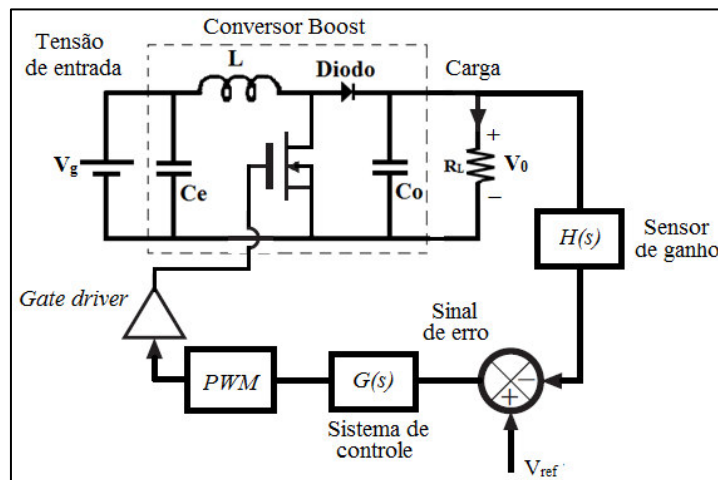 Conversor Boost
Tensão
de entrada
L
Diodo
Carga
Vg
Ce
Co
RL
+
V0
−
H(s)
Sensor
de ganho
Gate driver
Sinal
de erro
PWM
G(s)
−
+
Sistema de
controle
Vref